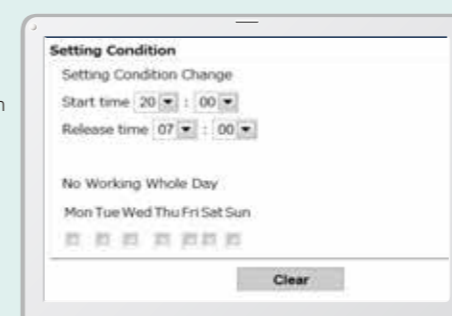 Setting Condition
Setting Condition Change
Start time 20 : 00
Release time 07 : 00
No Working Whole Day
Mon Tue Wed Thu Fri Sat Sun
Clear